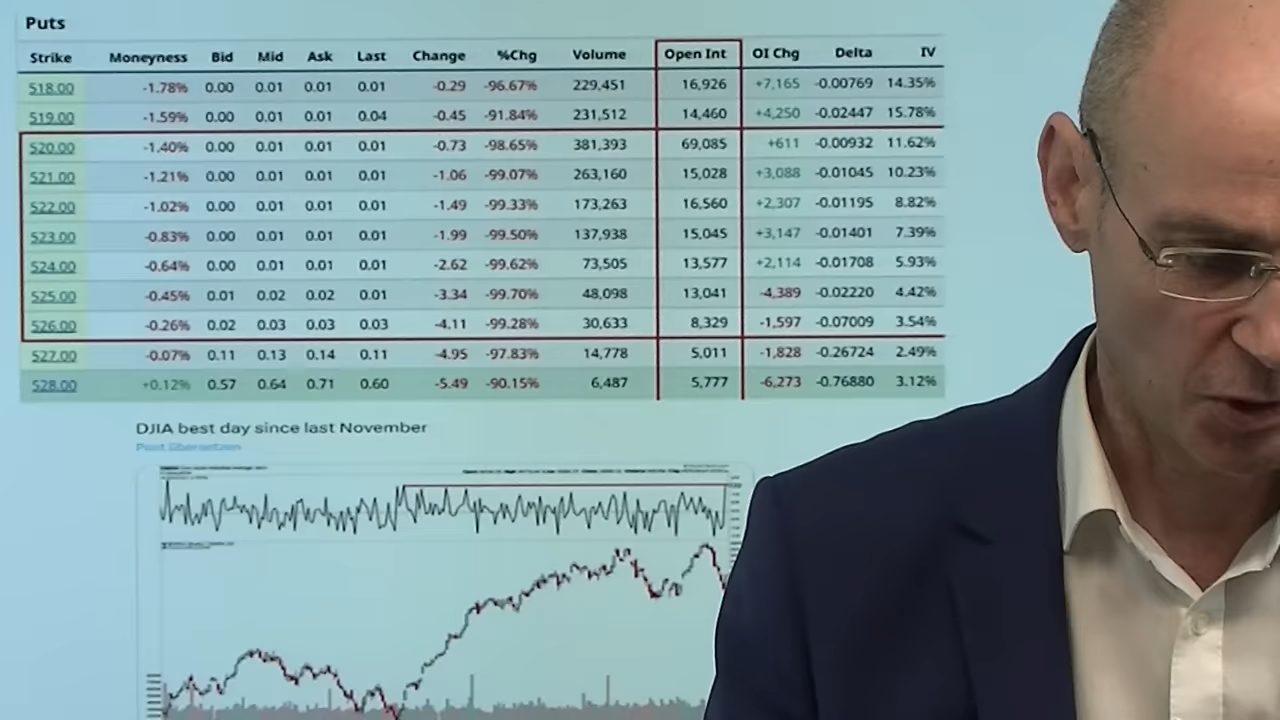 Puts
Strike Moneyness Bid Mid Ask Last Change %Chg Volume Open Int OI Chg Delta IV
518.00 -1.78% 0.00 0.01 0.01 0.01 -0.29 -96.67% 229,451 16,926 +7,165 -0.00769 14.35%
519.00 -1.59% 0.00 0.01 0.01 0.04 -0.45 -91.84% 231,512 14,460 +4,250 -0.02447 15.78%
520.00 -1.40% 0.00 0.01 0.01 0.01 -0.73 -98.65% 381,393 69,085 +611 -0.00932 11.62%
521.00 -1.21% 0.00 0.01 0.01 0.01 -1.06 -99.07% 263,160 15,028 +3,088 -0.01045 10.23%
522.00 -1.02% 0.00 0.01 0.01 0.01 -1.49 -99.33% 173,263 16,560 +2,307 -0.01195 8.82%
523.00 -0.83% 0.00 0.01 0.01 0.01 -1.99 -99.50% 137,938 15,045 +3,147 -0.01401 7.39%
524.00 -0.64% 0.00 0.01 0.01 0.01 -2.62 -99.62% 73,505 13,577 +2,114 -0.01708 5.93%
525.00 -0.45% 0.01 0.02 0.02 0.01 -3.34 -99.70% 48,098 13,041 -4,389 -0.02220 4.42%
526.00 -0.26% 0.02 0.03 0.03 0.03 -4.11 -99.28% 30,633 8,329 -1,597 -0.07009 3.54%
527.00 -0.07% 0.11 0.13 0.14 0.11 -4.95 -97.83% 14,778 5,011 -1,828 -0.26724 2.49%
528.00 +0.12% 0.57 0.64 0.71 0.60 -5.49 -90.15% 6,487 5,777 -6,273 -0.76880 3.12%
DJIA best day since last November
Post übersetzen